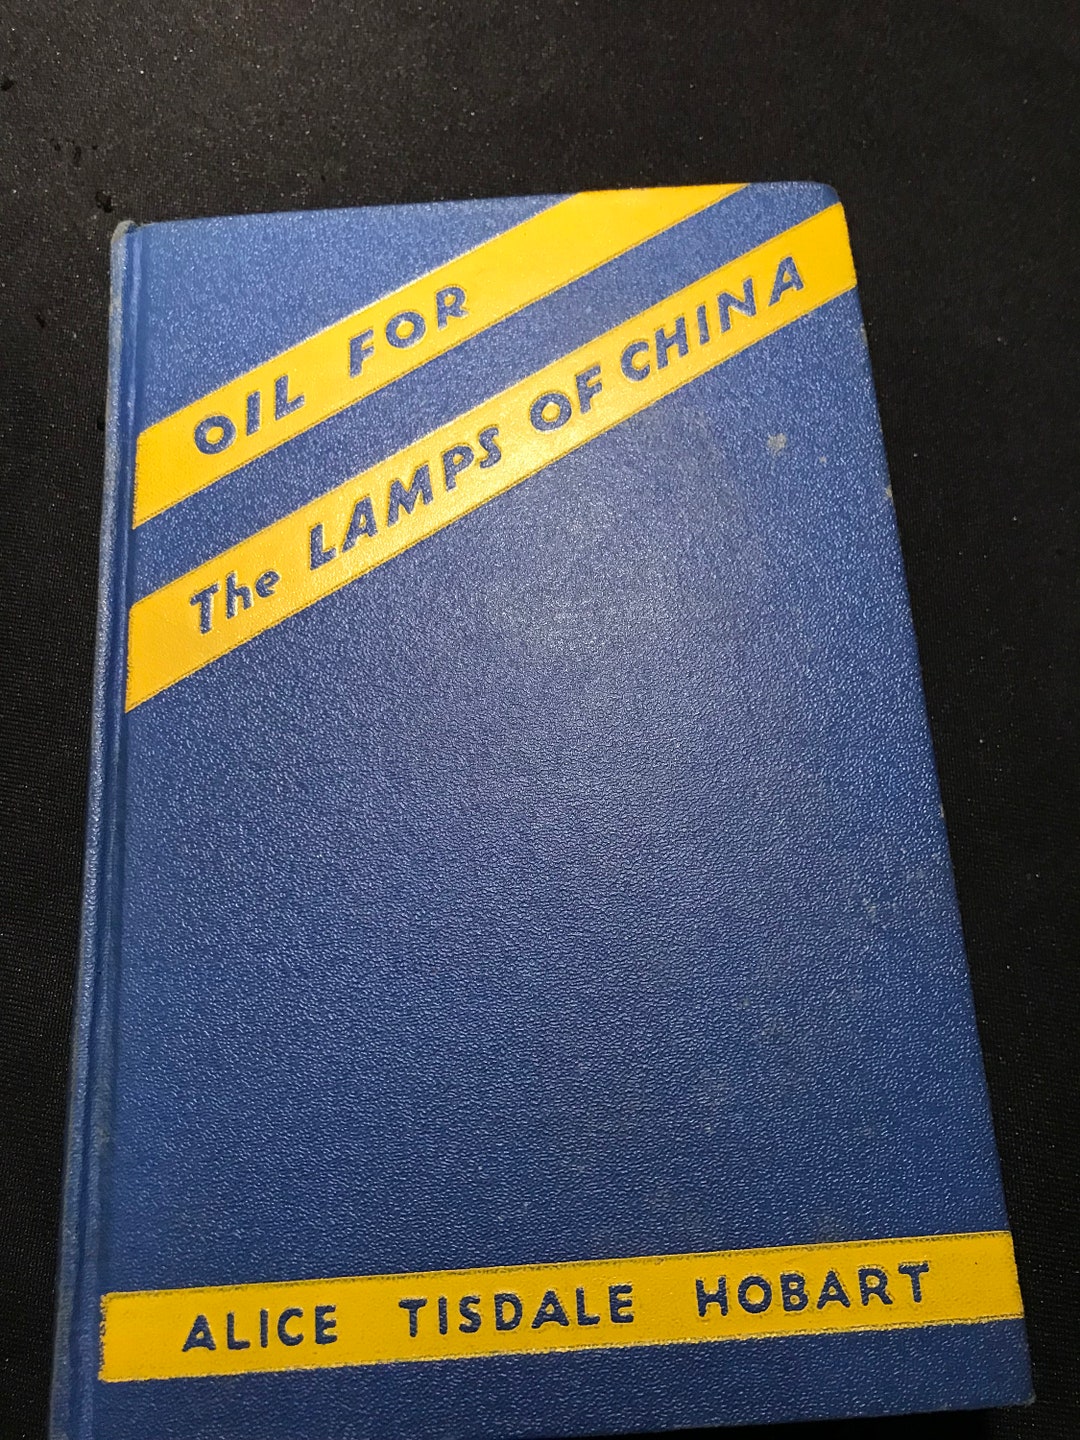 OIL FOR
The LAMPS OF CHINA
ALICE TISDALE HOBART